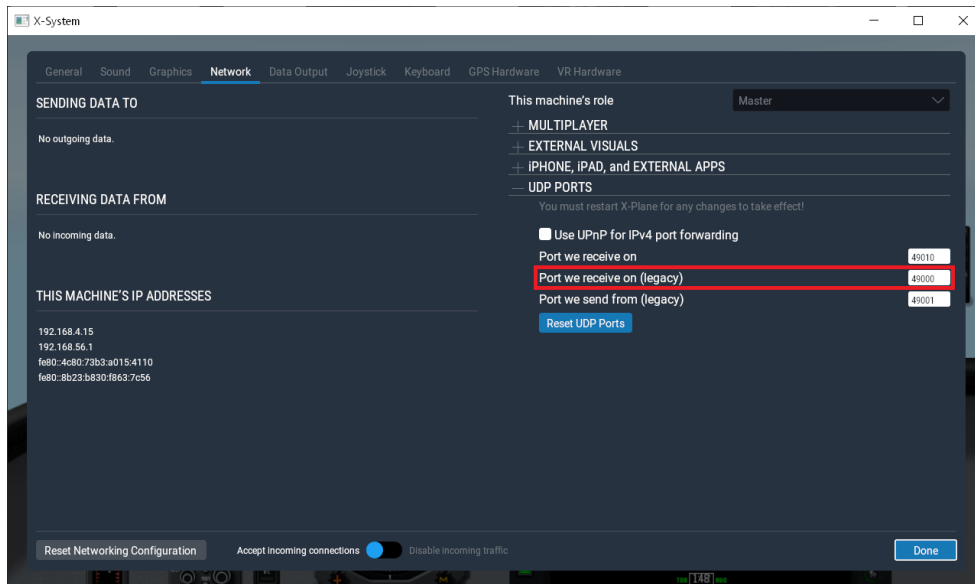 X-System
General Sound Graphics Network Data Output Joystick Keyboard GPS Hardware VR Hardware
SENDING DATA TO
No outgoing data.
RECEIVING DATA FROM
No incoming data.
THIS MACHINE'S IP ADDRESSES
192.168.4.15
192.168.56.1
fe80::4c80:73b3:a015:4110
fe80::8b23:b830:f863:7c56
This machine's role Master
MULTIPLAYER
EXTERNAL VISUALS
iPHONE, iPAD, and EXTERNAL APPS
UDP PORTS
You must restart X-Plane for any changes to take effect!
Use UPnP for IPv4 port forwarding
Port we receive on 49010
Port we receive on (legacy) 49000
Port we send from (legacy) 49001
Reset UDP Ports
Reset Networking Configuration Accept incoming connections Disable incoming traffic Done
148